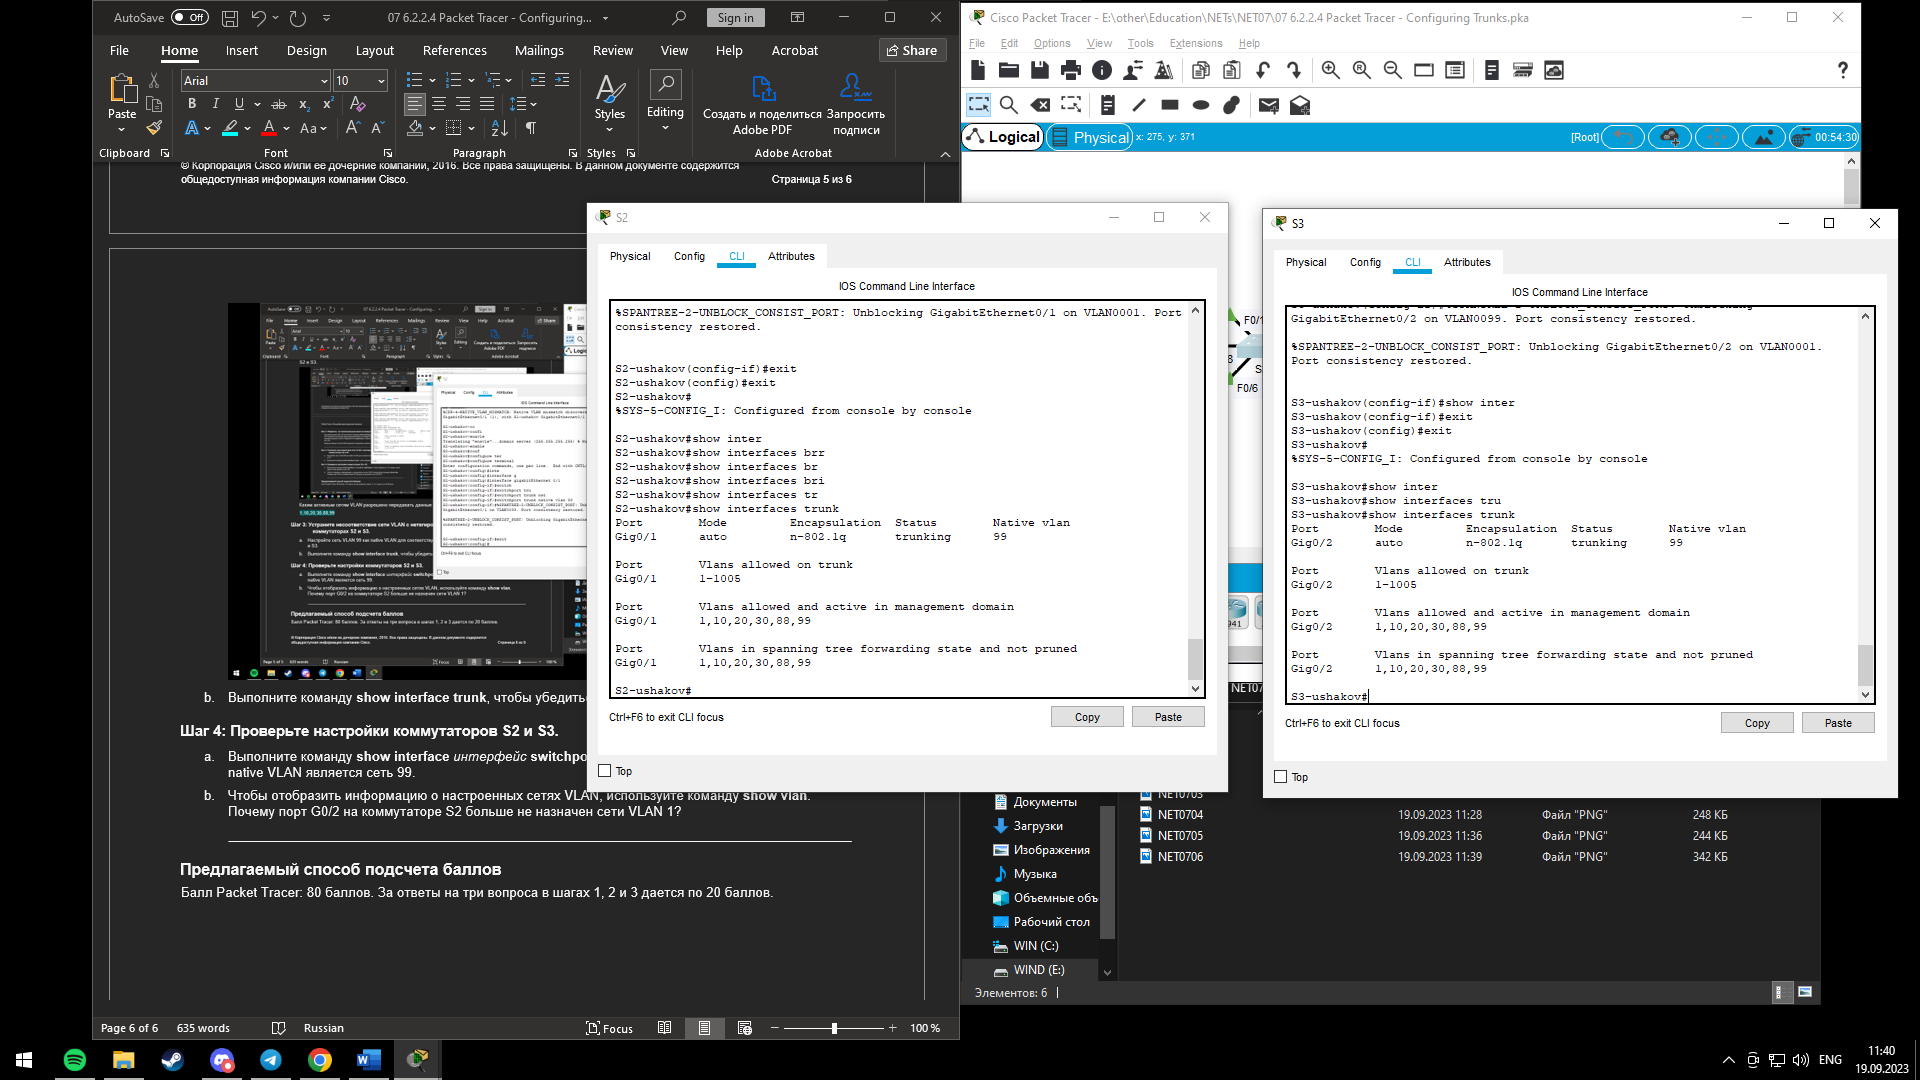 AutoSave Off 07 6.2.2.4 Packet Tracer - Configuring... Sign in
File Home Insert Design Layout References Mailings Review View Help Acrobat Share
Arial 10
Paste
Styles
Editing
Создать и поделиться Adobe PDF
Запросить подписи
Clipboard Font Paragraph Styles Adobe Acrobat
© Корпорация Cisco и/или ее дочерние компании, 2016. Все права защищены. В данном документе содержится
общедоступная информация компании Cisco. Страница 5 из 6
b. Выполните команду show interface trunk, чтобы убедить
Шаг 4: Проверьте настройки коммутаторов S2 и S3.
a. Выполните команду show interface интерфейс switchpo
native VLAN является сеть 99.
b. Чтобы отобразить информацию о настроенных сетях VLAN, используйте команду show vlan.
Почему порт G0/2 на коммутаторе S2 больше не назначен сети VLAN 1?
Предлагаемый способ подсчета баллов
Балл Packet Tracer: 80 баллов. За ответы на три вопроса в шагах 1, 2 и 3 дается по 20 баллов.
Page 6 of 6 635 words Russian Focus 100 %
Cisco Packet Tracer - E:\other\Education\NETs\NET07\07 6.2.2.4 Packet Tracer - Configuring Trunks.pka
File Edit Options View Tools Extensions Help
Logical Physical x: 275, y: 371 [Root] 00:54:30
F0/1
S
F0/6
941
NET07
S2
Physical Config CLI Attributes
IOS Command Line Interface
%SPANTREE-2-UNBLOCK_CONSIST_PORT: Unblocking GigabitEthernet0/1 on VLAN0001. Port
consistency restored.
S2-ushakov(config-if)#exit
S2-ushakov(config)#exit
S2-ushakov#
%SYS-5-CONFIG_I: Configured from console by console
S2-ushakov#show inter
S2-ushakov#show interfaces brr
S2-ushakov#show interfaces br
S2-ushakov#show interfaces bri
S2-ushakov#show interfaces tr
S2-ushakov#show interfaces trunk
Port Mode Encapsulation Status Native vlan
Gig0/1 auto n-802.1q trunking 99
Port Vlans allowed on trunk
Gig0/1 1-1005
Port Vlans allowed and active in management domain
Gig0/1 1,10,20,30,88,99
Port Vlans in spanning tree forwarding state and not pruned
Gig0/1 1,10,20,30,88,99
S2-ushakov#
Ctrl+F6 to exit CLI focus Copy Paste
Top
S3
Physical Config CLI Attributes
IOS Command Line Interface
GigabitEthernet0/2 on VLAN0099. Port consistency restored.
%SPANTREE-2-UNBLOCK_CONSIST_PORT: Unblocking GigabitEthernet0/2 on VLAN0001.
Port consistency restored.
S3-ushakov(config-if)#show inter
S3-ushakov(config-if)#exit
S3-ushakov(config)#exit
S3-ushakov#
%SYS-5-CONFIG_I: Configured from console by console
S3-ushakov#show inter
S3-ushakov#show interfaces tru
S3-ushakov#show interfaces trunk
Port Mode Encapsulation Status Native vlan
Gig0/2 auto n-802.1q trunking 99
Port Vlans allowed on trunk
Gig0/2 1-1005
Port Vlans allowed and active in management domain
Gig0/2 1,10,20,30,88,99
Port Vlans in spanning tree forwarding state and not pruned
Gig0/2 1,10,20,30,88,99
S3-ushakov#
Ctrl+F6 to exit CLI focus Copy Paste
Top
Документы
Загрузки
Изображения
Музыка
Объемные объ
Рабочий стол
WIN (C:)
WIND (E:)
NET0703
NET0704 19.09.2023 11:28 Файл "PNG" 248 КБ
NET0705 19.09.2023 11:36 Файл "PNG" 244 КБ
NET0706 19.09.2023 11:39 Файл "PNG" 342 КБ
Элементов: 6
ENG 11:40
19.09.2023